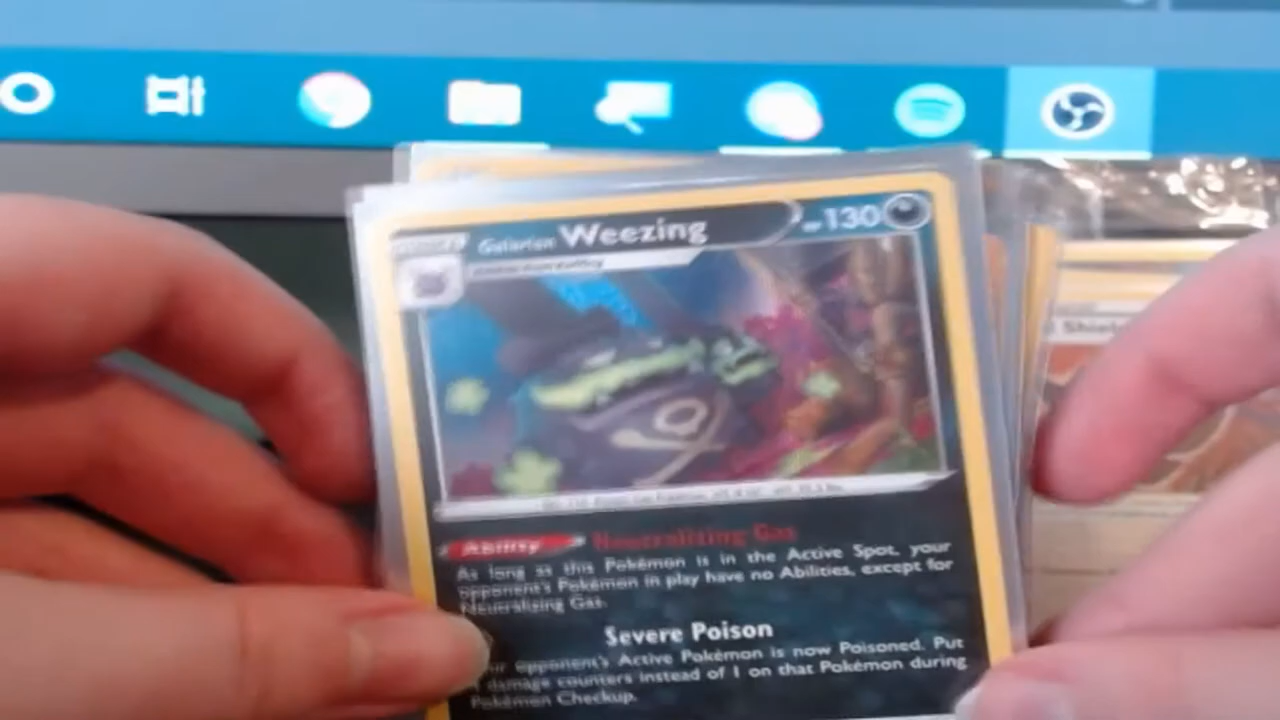 Galarian Weezing HP 130
Ability Neutralizing Gas
As long as this Pokémon is in the Active Spot, your
opponent's Pokémon in play have no Abilities, except for
Neutralizing Gas.
Severe Poison
opponent's Active Pokémon is now Poisoned. Put
damage counters instead of 1 on that Pokémon during
Pokémon Checkup.
Shield